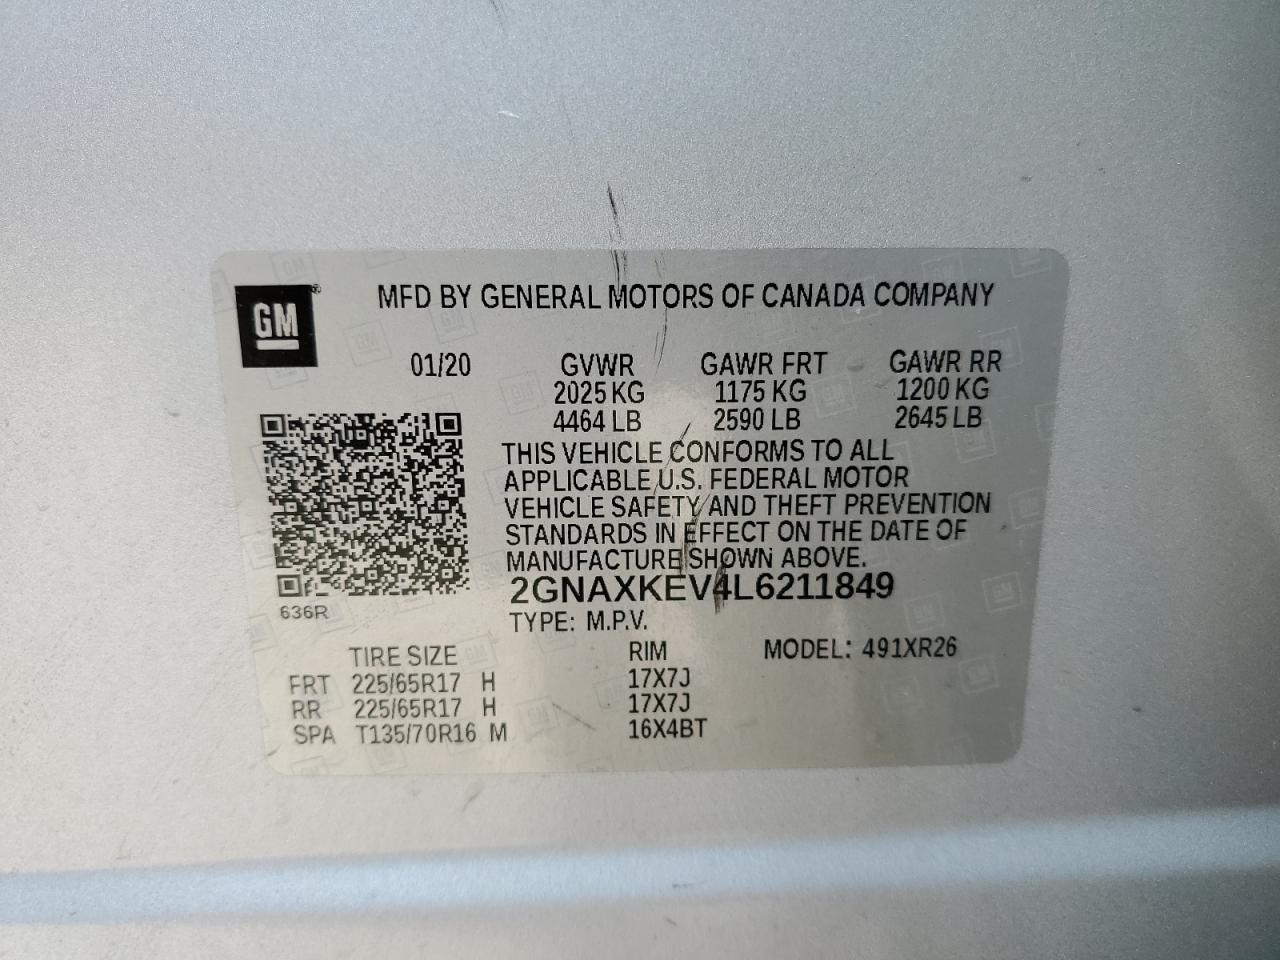 GM®
MFD BY GENERAL MOTORS OF CANADA COMPANY
01/20 GVWR GAWR FRT GAWR RR
2025 KG 1175 KG 1200 KG
4464 LB 2590 LB 2645 LB
THIS VEHICLE CONFORMS TO ALL
APPLICABLE U.S. FEDERAL MOTOR
VEHICLE SAFETY AND THEFT PREVENTION
STANDARDS IN EFFECT ON THE DATE OF
MANUFACTURE SHOWN ABOVE.
2GNAXKEV4L6211849
636R
TYPE: M.P.V.
TIRE SIZE RIM MODEL: 491XR26
FRT 225/65R17 H 17X7J
RR 225/65R17 H 17X7J
SPA T135/70R16 M 16X4BT